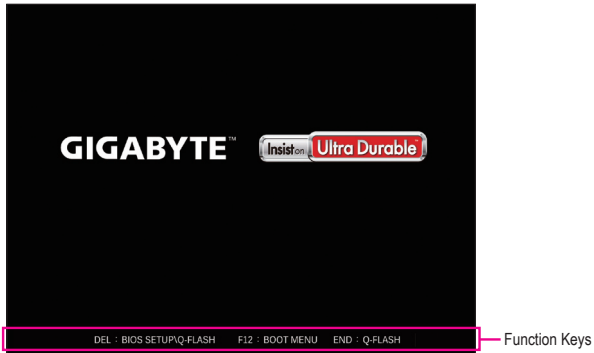 GIGABYTE™
Insist on Ultra Durable™
DEL : BIOS SETUP\Q-FLASH F12 : BOOT MENU END : Q-FLASH
Function Keys